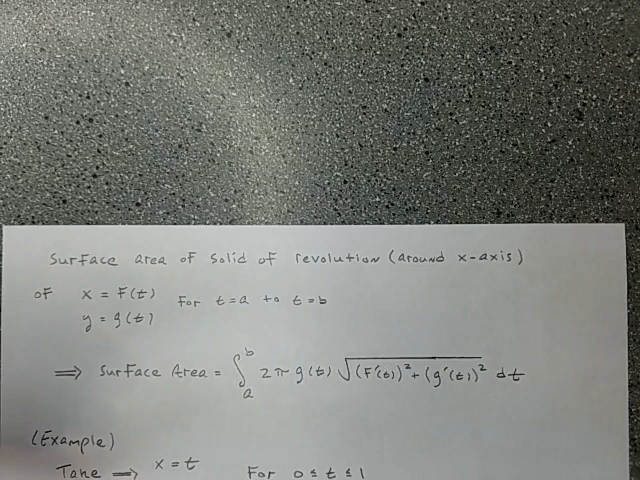 Surface area of solid of revolution (around x-axis)
of x = F(t) for t=a to t=b
y = g(t)
⟹ Surface Area = ∫_a^b 2π g(t) √((F'(t))² + (g'(t))²) dt
(Example)
Take ⟹ x = t For 0 ≤ t ≤ 1